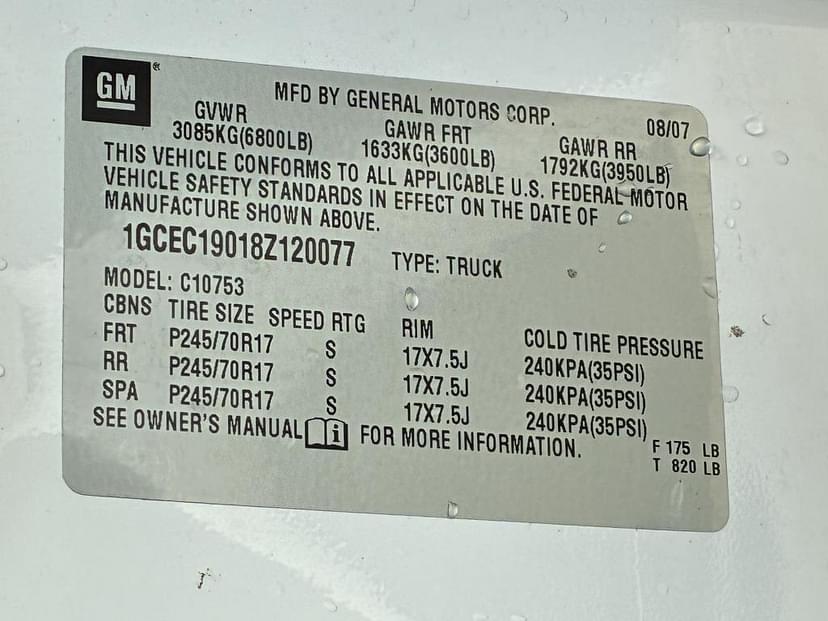 GM ®
MFD BY GENERAL MOTORS CORP. 08/07
GVWR GAWR FRT GAWR RR
3085KG(6800LB) 1633KG(3600LB) 1792KG(3950LB)
THIS VEHICLE CONFORMS TO ALL APPLICABLE U.S. FEDERAL MOTOR
VEHICLE SAFETY STANDARDS IN EFFECT ON THE DATE OF
MANUFACTURE SHOWN ABOVE.
1GCEC19018Z120077 TYPE: TRUCK
MODEL: C10753
CBNS TIRE SIZE SPEED RTG RIM COLD TIRE PRESSURE
FRT P245/70R17 S 17X7.5J 240KPA(35PSI)
RR P245/70R17 S 17X7.5J 240KPA(35PSI)
SPA P245/70R17 S 17X7.5J 240KPA(35PSI)
SEE OWNER'S MANUAL i FOR MORE INFORMATION.
F 175 LB
T 820 LB